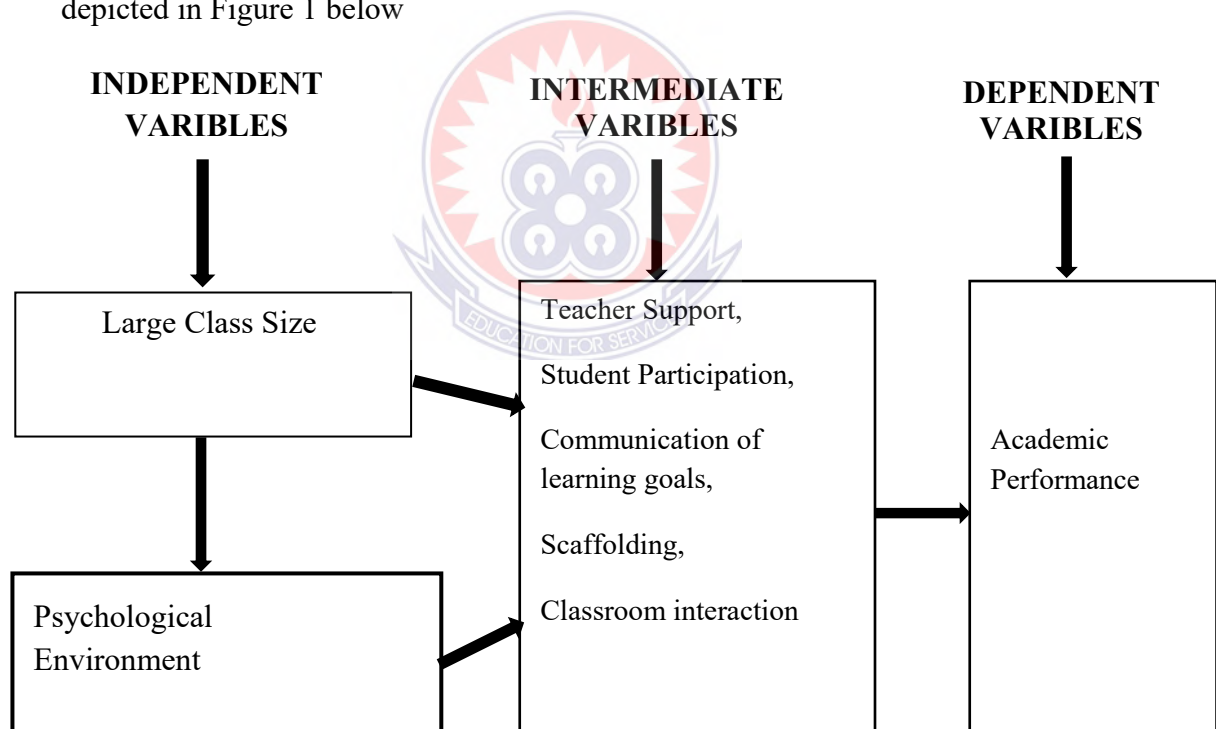 depicted in Figure 1 below
INDEPENDENT
VARIBLES
INTERMEDIATE
VARIBLES
DEPENDENT
VARIBLES
Large Class Size
Psychological
Environment
Teacher Support,
Student Participation,
Communication of
learning goals,
Scaffolding,
Classroom interaction
Academic
Performance
EDUCATION FOR SERVICE